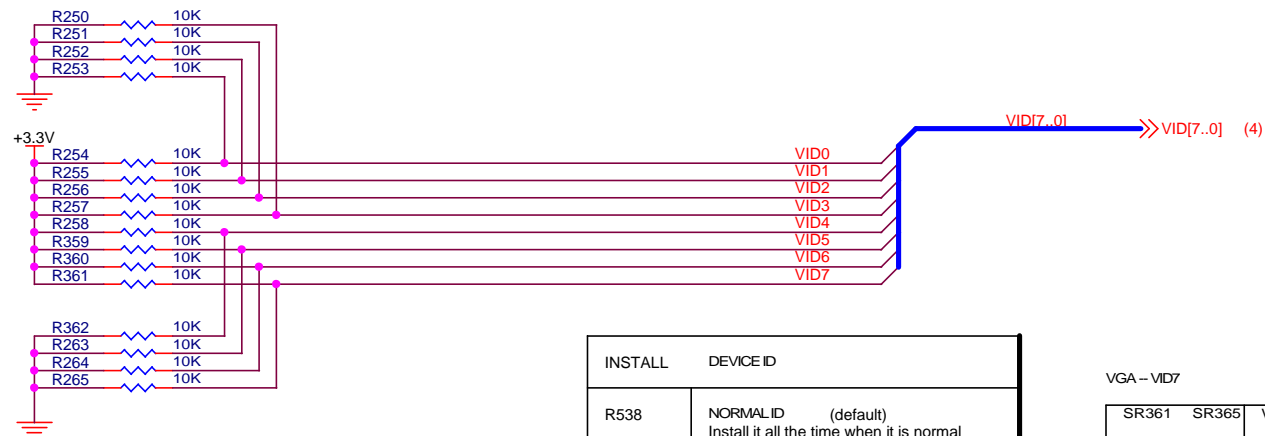 R250 10K
R251 10K
R252 10K
R253 10K
+3.3V
VID[7..0]
VID[7..0] (4)
R254 10K VID0
R255 10K VID1
R256 10K VID2
R257 10K VID3
R258 10K VID4
R359 10K VID5
R360 10K VID6
R361 10K VID7
R362 10K
R263 10K
R264 10K
R265 10K
INSTALL DEVICE ID
R538 NORMAL ID (default)
Install it all the time when it is normal
VGA -- VID7
SR361 SR365